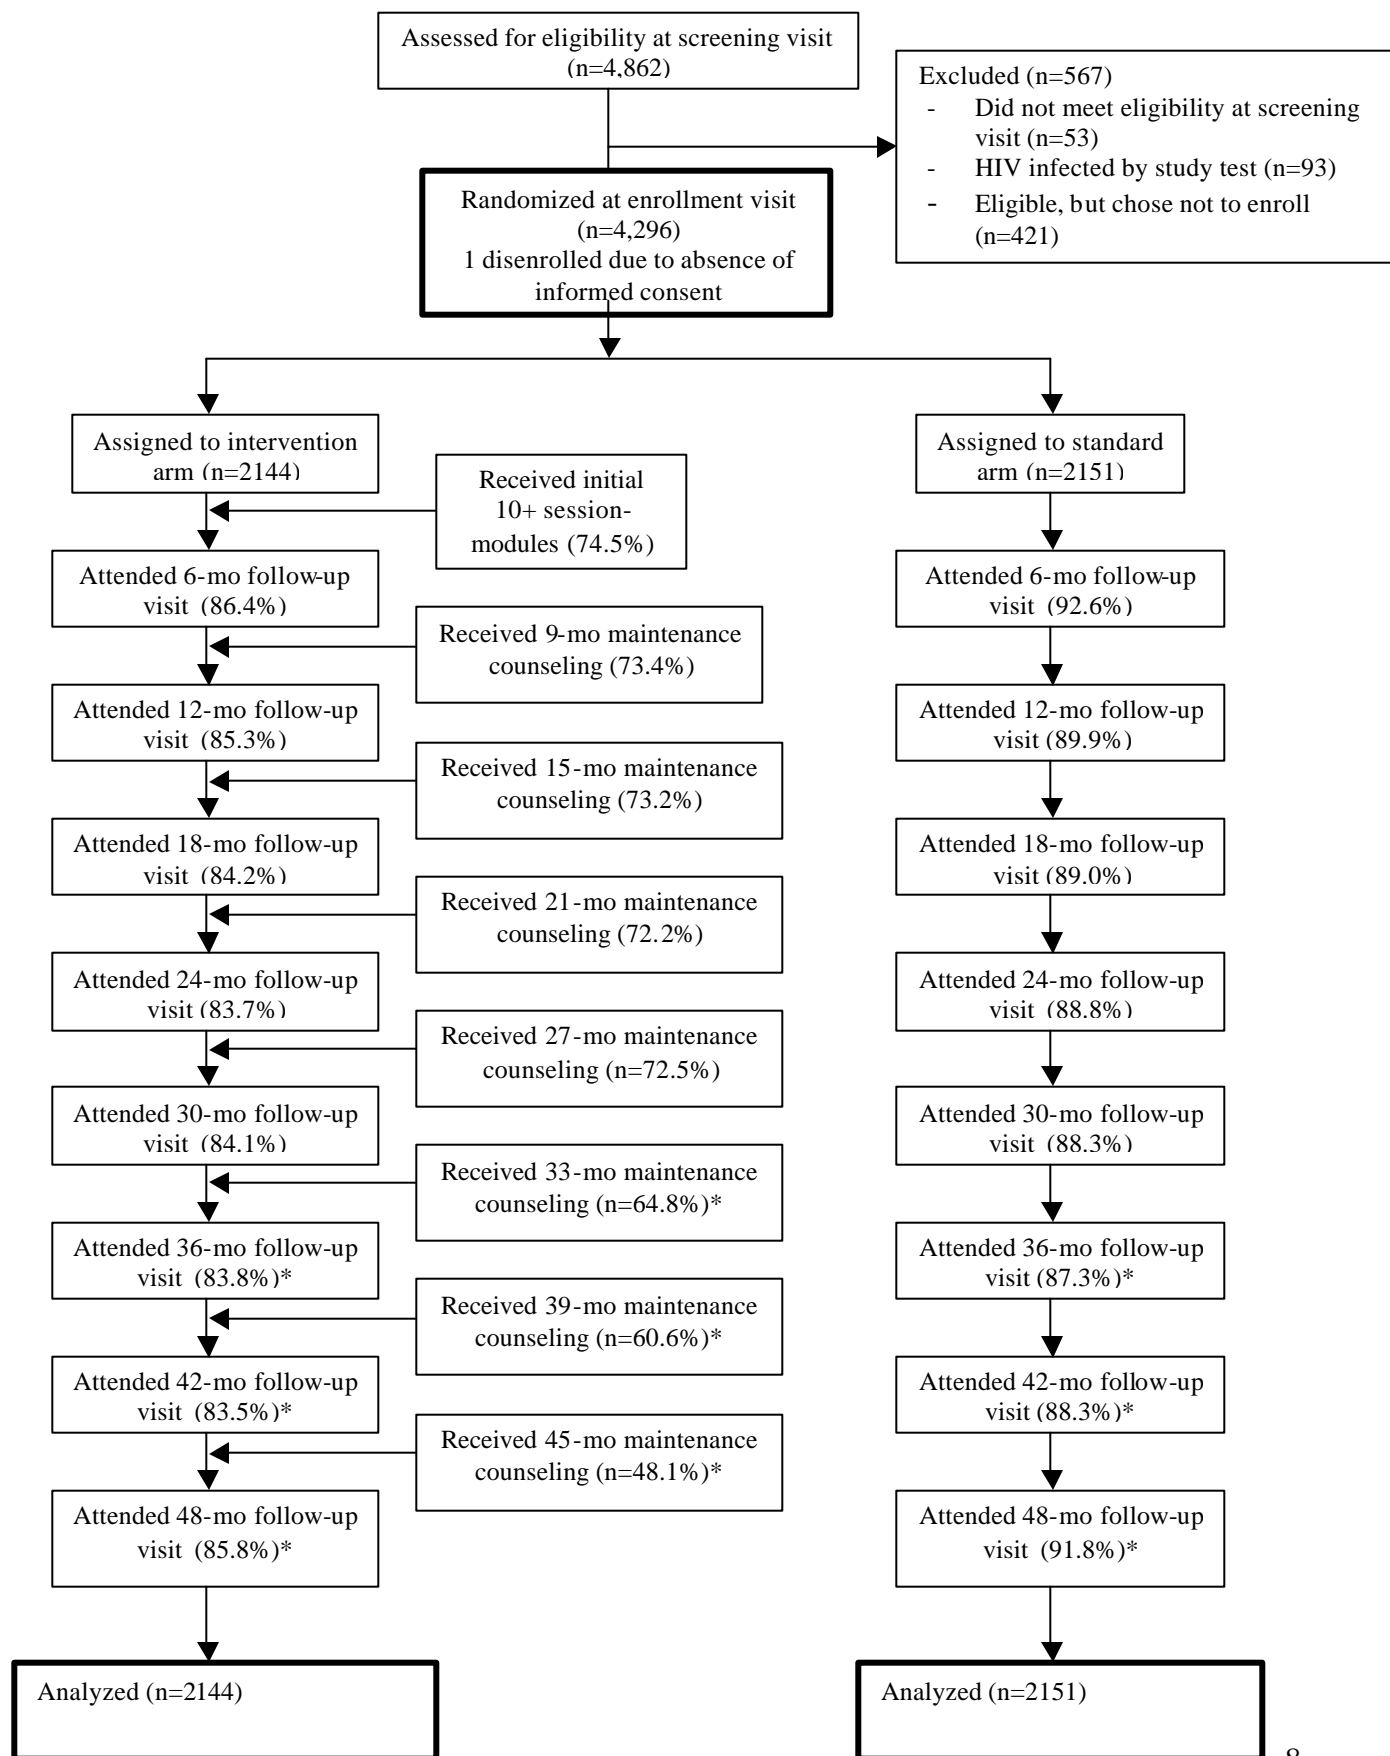 Assessed for eligibility at screening visit
(n=4,862)
Excluded (n=567)
- Did not meet eligibility at screening
visit (n=53)
- HIV infected by study test (n=93)
- Eligible, but chose not to enroll
(n=421)
Randomized at enrollment visit
(n=4,296)
1 disenrolled due to absence of
informed consent
Assigned to intervention
arm (n=2144)
Assigned to standard
arm (n=2151)
Received initial
10+ session-
modules (74.5%)
Attended 6-mo follow-up
visit (86.4%)
Attended 6-mo follow-up
visit (92.6%)
Received 9-mo maintenance
counseling (73.4%)
Attended 12-mo follow-up
visit (85.3%)
Attended 12-mo follow-up
visit (89.9%)
Received 15-mo maintenance
counseling (73.2%)
Attended 18-mo follow-up
visit (84.2%)
Attended 18-mo follow-up
visit (89.0%)
Received 21-mo maintenance
counseling (72.2%)
Attended 24-mo follow-up
visit (83.7%)
Attended 24-mo follow-up
visit (88.8%)
Received 27-mo maintenance
counseling (n=72.5%)
Attended 30-mo follow-up
visit (84.1%)
Attended 30-mo follow-up
visit (88.3%)
Received 33-mo maintenance
counseling (n=64.8%)*
Attended 36-mo follow-up
visit (83.8%)*
Attended 36-mo follow-up
visit (87.3%)*
Received 39-mo maintenance
counseling (n=60.6%)*
Attended 42-mo follow-up
visit (83.5%)*
Attended 42-mo follow-up
visit (88.3%)*
Received 45-mo maintenance
counseling (n=48.1%)*
Attended 48-mo follow-up
visit (85.8%)*
Attended 48-mo follow-up
visit (91.8%)*
Analyzed (n=2144)
Analyzed (n=2151)
8